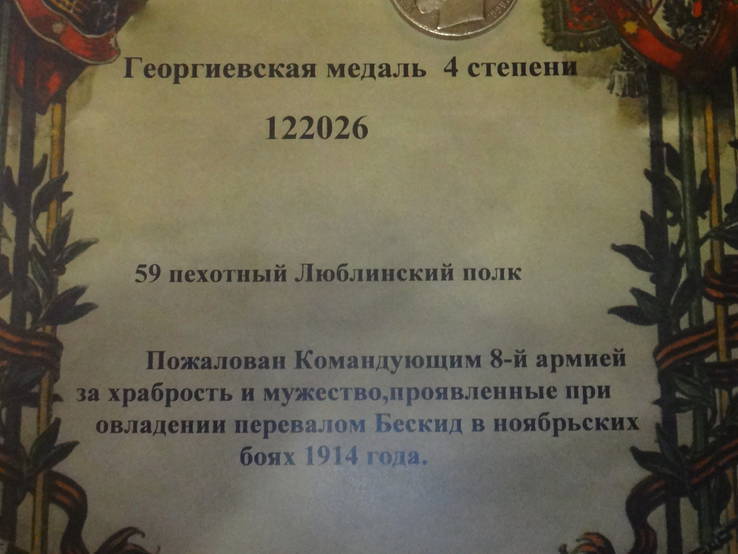 Георгиевская медаль 4 степени
122026
59 пехотный Люблинский полк
Пожалован Командующим 8-й армией
за храбрость и мужество,проявленные при
овладении перевалом Бескид в ноябрьских
боях 1914 года.